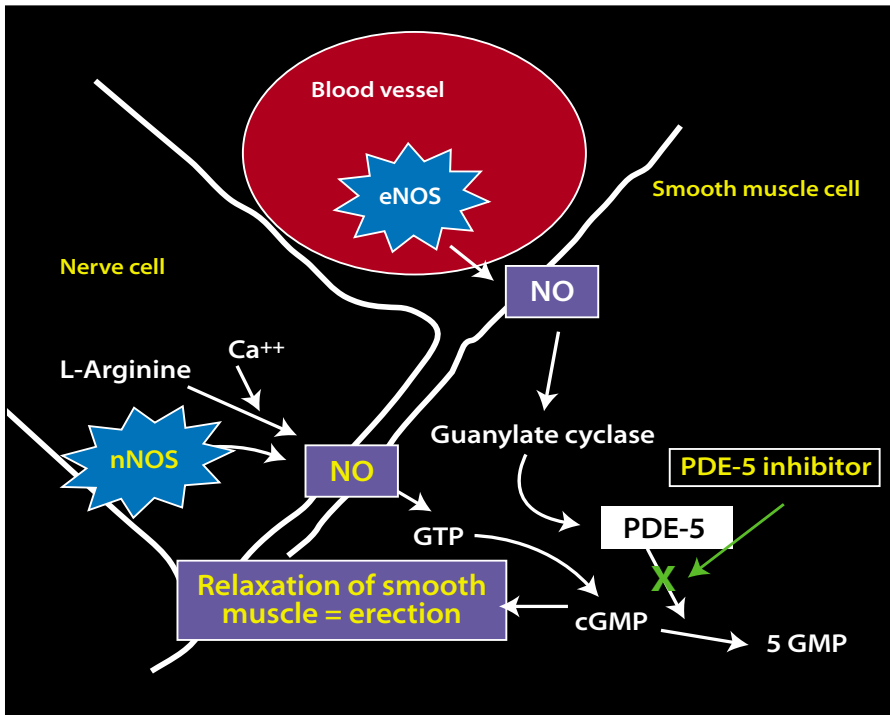 Blood vessel
eNOS
Smooth muscle cell
Nerve cell
NO
Ca++
L-Arginine
Guanylate cyclase
nNOS
NO
PDE-5 inhibitor
PDE-5
GTP
X
Relaxation of smooth
muscle = erection
cGMP
5 GMP